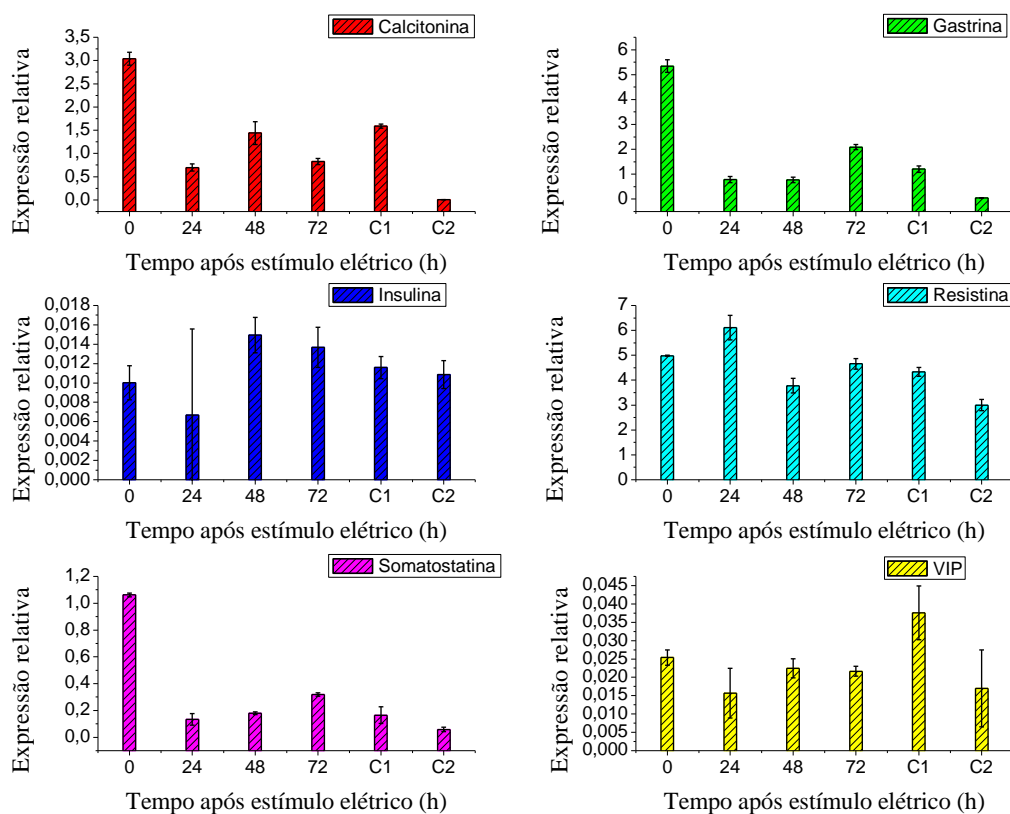 Calcitonina
Expressão relativa
3,5
3,0
2,5
2,0
1,5
1,0
0,5
0,0
0 24 48 72 C1 C2
Tempo após estímulo elétrico (h)
Gastrina
Expressão relativa
6
5
4
3
2
1
0
0 24 48 72 C1 C2
Tempo após estímulo elétrico (h)
Insulina
Expressão relativa
0,018
0,016
0,014
0,012
0,010
0,008
0,006
0,004
0,002
0,000
0 24 48 72 C1 C2
Tempo após estímulo elétrico (h)
Resistina
Expressão relativa
7
6
5
4
3
2
1
0
0 24 48 72 C1 C2
Tempo após estímulo elétrico (h)
Somatostatina
Expressão relativa
1,2
1,0
0,8
0,6
0,4
0,2
0,0
0 24 48 72 C1 C2
Tempo após estímulo elétrico (h)
VIP
Expressão relativa
0,045
0,040
0,035
0,030
0,025
0,020
0,015
0,010
0,005
0,000
0 24 48 72 C1 C2
Tempo após estímulo elétrico (h)